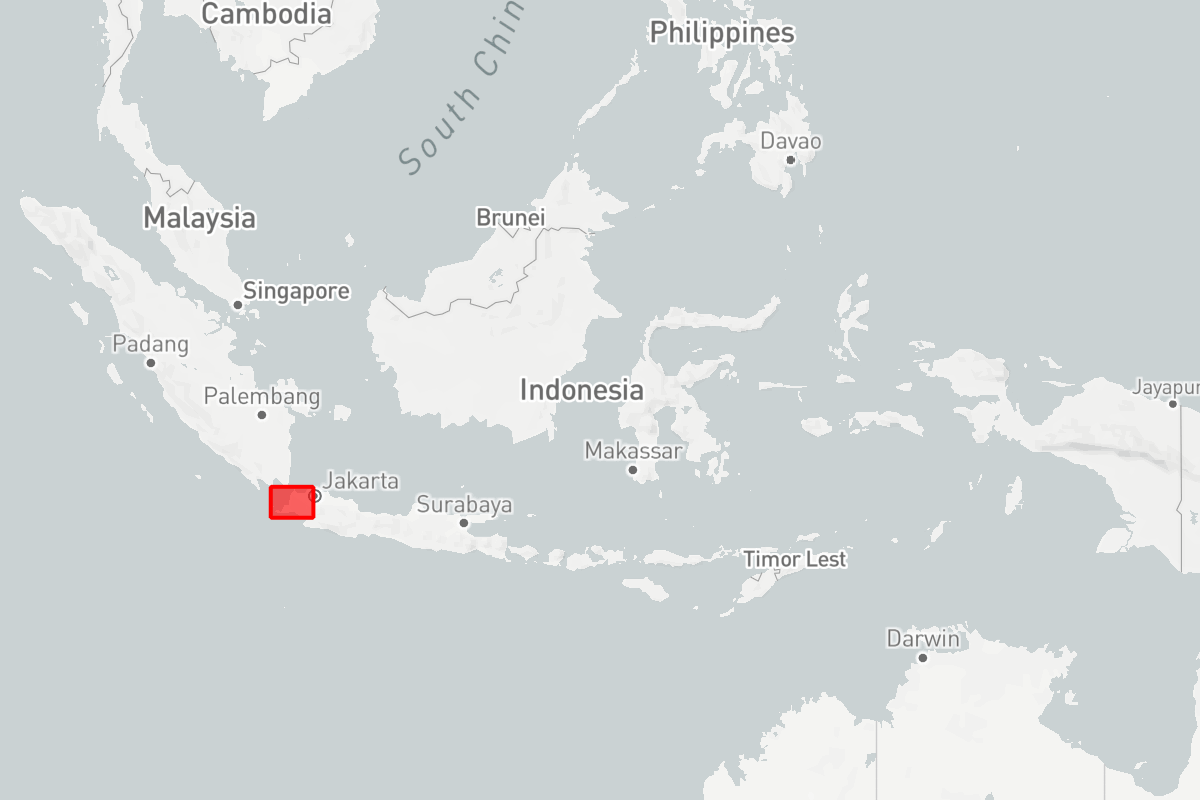 Cambodia
Philippines
South Chin
Davao
Malaysia
Brunei
Singapore
Padang
Palembang
Indonesia
Jayapur
Makassar
Jakarta
Surabaya
Timor Lest
Darwin